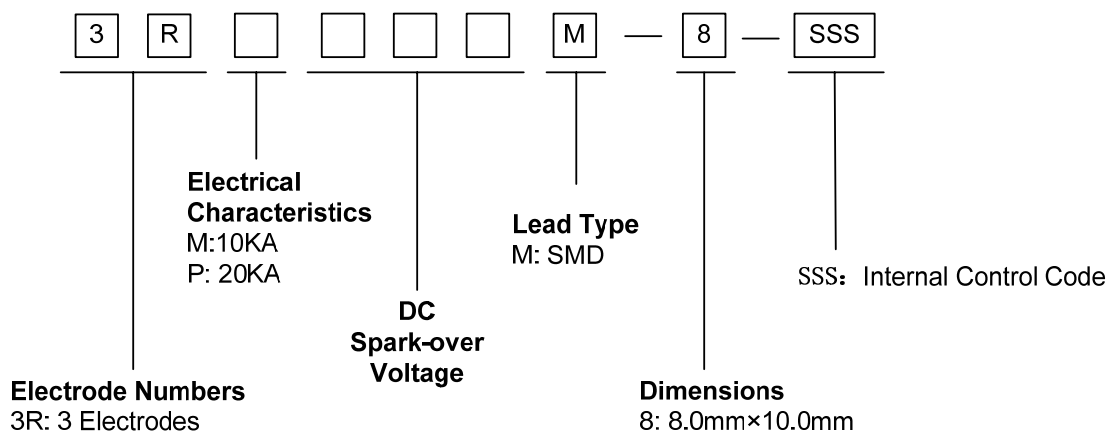 3 R M — 8 — SSS
Electrical
Characteristics
M:10KA
P: 20KA
Lead Type
M: SMD
SSS: Internal Control Code
DC
Spark-over
Voltage
Electrode Numbers
3R: 3 Electrodes
Dimensions
8: 8.0mm×10.0mm